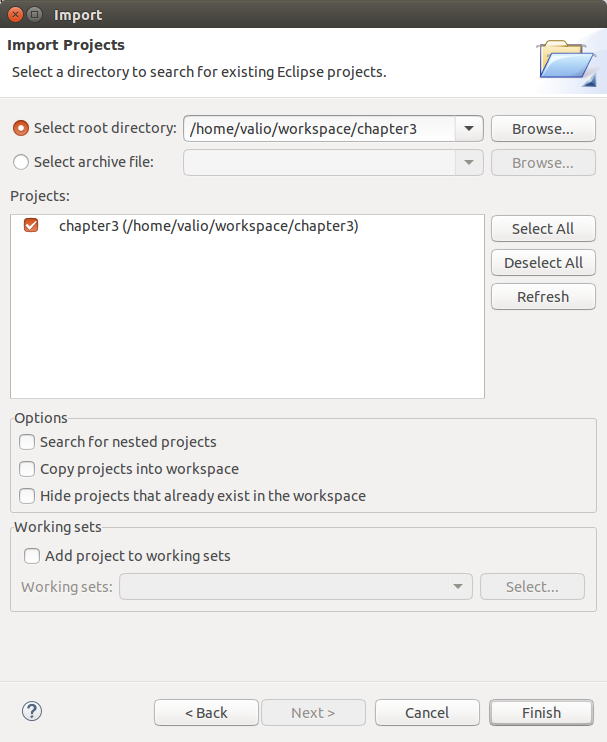 Import
Import Projects
Select a directory to search for existing Eclipse projects.
Select root directory: /home/valio/workspace/chapter3 Browse...
Select archive file: Browse...
Projects:
chapter3 (/home/valio/workspace/chapter3)
Select All
Deselect All
Refresh
Options
Search for nested projects
Copy projects into workspace
Hide projects that already exist in the workspace
Working sets
Add project to working sets
Working sets: Select...
? < Back Next > Cancel Finish